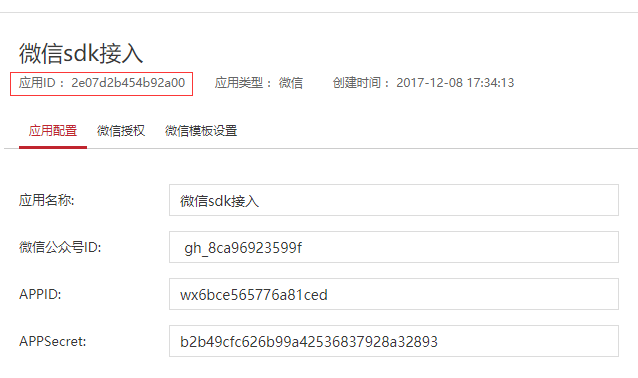 微信sdk接入
应用ID： 2e07d2b454b92a00 应用类型： 微信 创建时间： 2017-12-08 17:34:13
应用配置 微信授权 微信模板设置
应用名称: 微信sdk接入
微信公众号ID: gh_8ca96923599f
APPID: wx6bce565776a81ced
APPSecret: b2b49cfc626b99a42536837928a32893